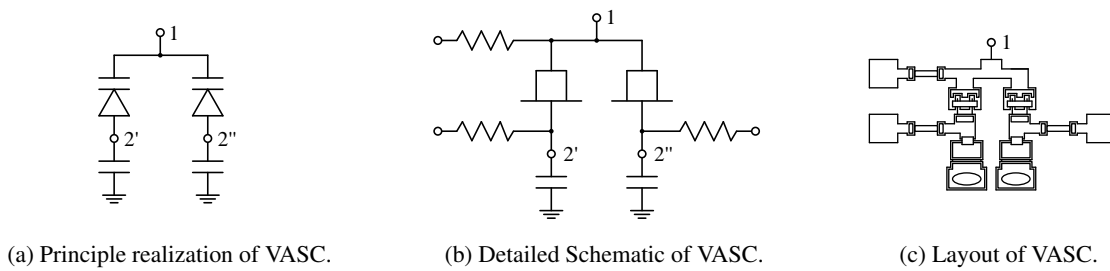 1
2'
2"
(a) Principle realization of VASC.
1
2'
2"
(b) Detailed Schematic of VASC.
1
(c) Layout of VASC.